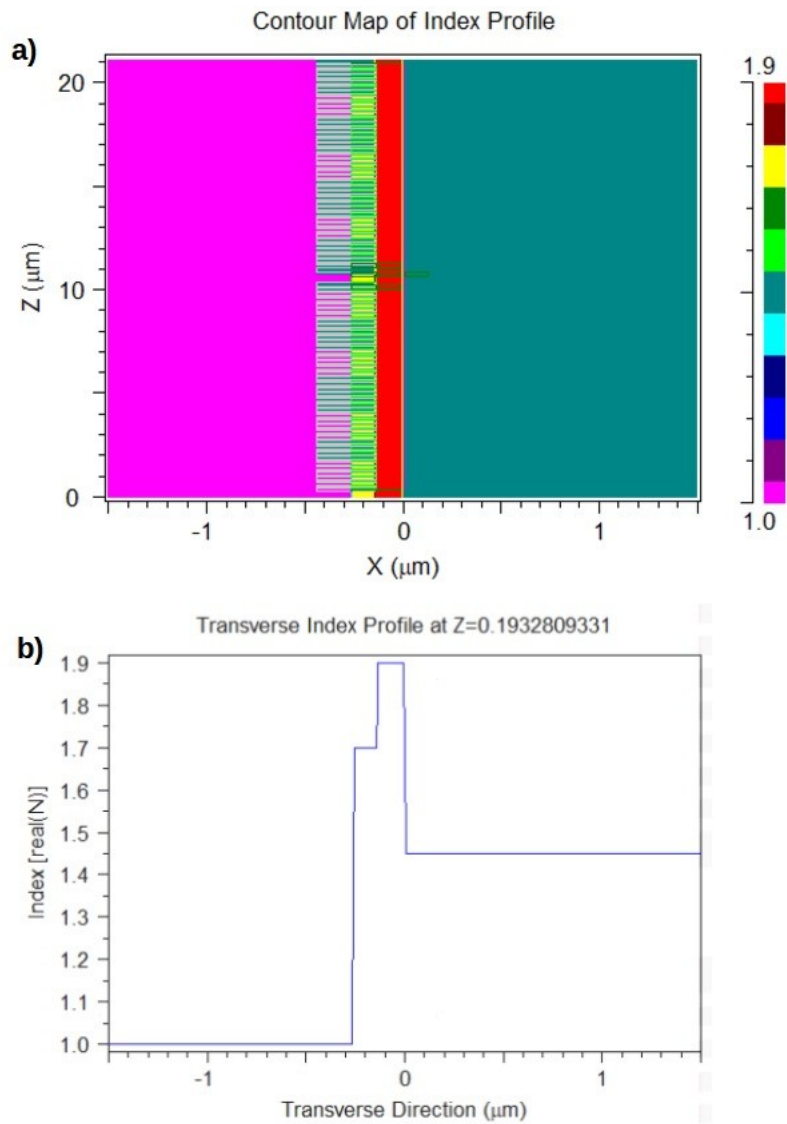 Contour Map of Index Profile
a)
1.9
20
10
0
Z (μm)
1.0
-1
0
1
X (μm)
Transverse Index Profile at Z=0.1932809331
b)
1.9
1.8
1.7
1.6
1.5
1.4
1.3
1.2
1.1
1.0
Index [real(N)]
-1
0
1
Transverse Direction (μm)